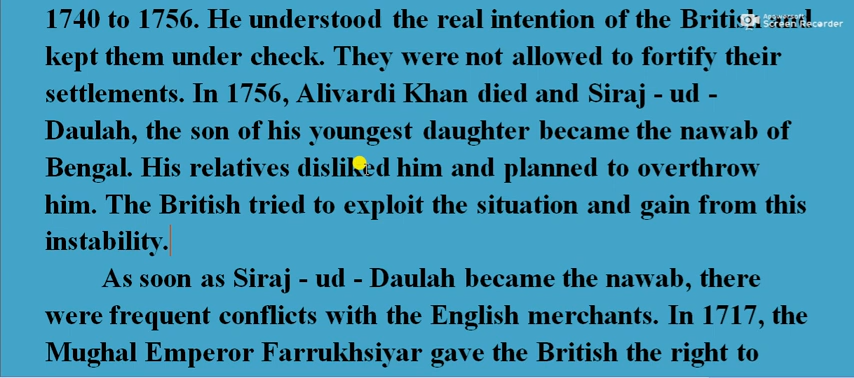 1740 to 1756. He understood the real intention of the British and
kept them under check. They were not allowed to fortify their
settlements. In 1756, Alivardi Khan died and Siraj - ud -
Daulah, the son of his youngest daughter became the nawab of
Bengal. His relatives disliked him and planned to overthrow
him. The British tried to exploit the situation and gain from this
instability.
As soon as Siraj - ud - Daulah became the nawab, there
were frequent conflicts with the English merchants. In 1717, the
Mughal Emperor Farrukhsiyar gave the British the right to
Apowersoft
Screen Recorder